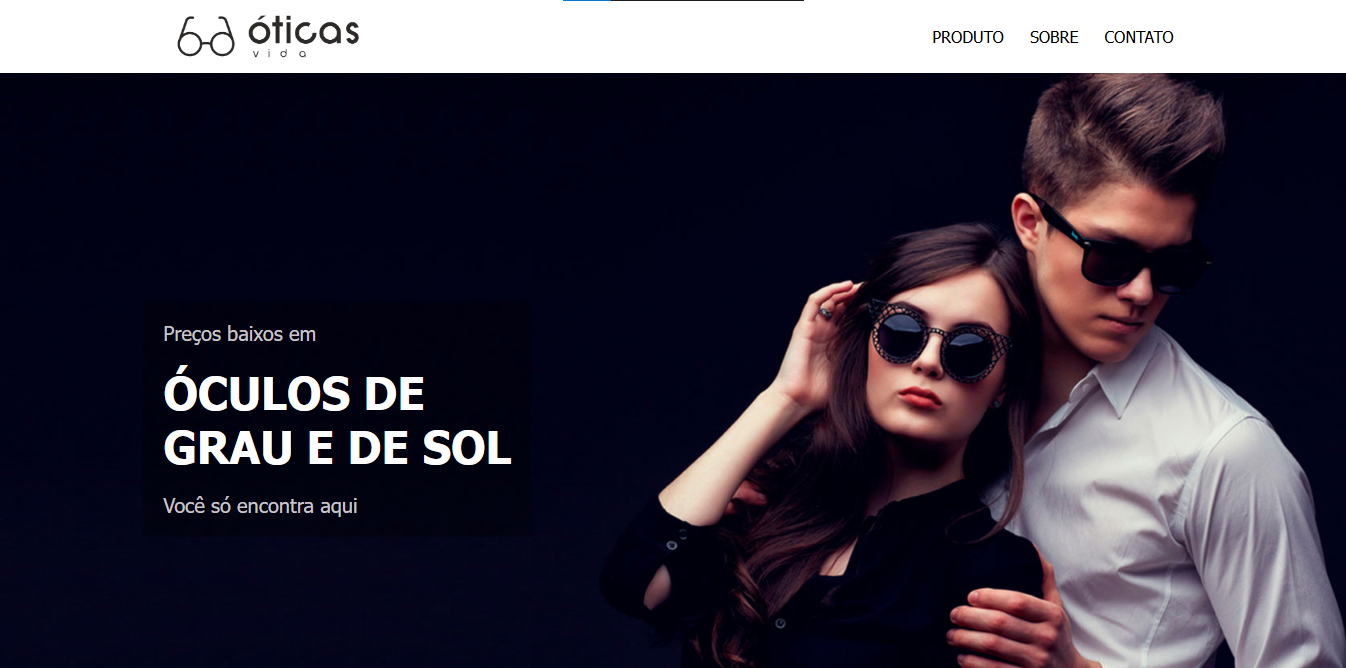 óticas
vida
PRODUTO SOBRE CONTATO
Preços baixos em
ÓCULOS DE
GRAU E DE SOL
Você só encontra aqui